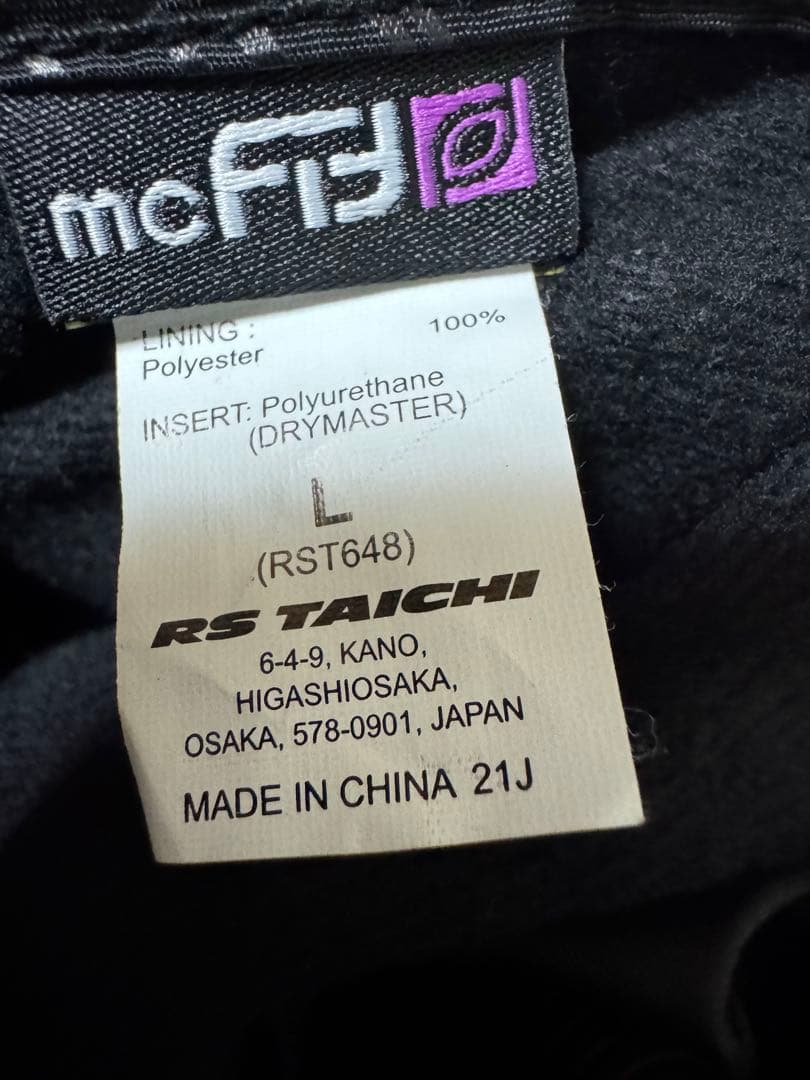 mcFly
LINING : 100%
Polyester
INSERT: Polyurethane
(DRYMASTER)
L
(RST648)
RS TAICHI
6-4-9, KANO,
HIGASHIOSAKA,
OSAKA, 578-0901, JAPAN
MADE IN CHINA 21J